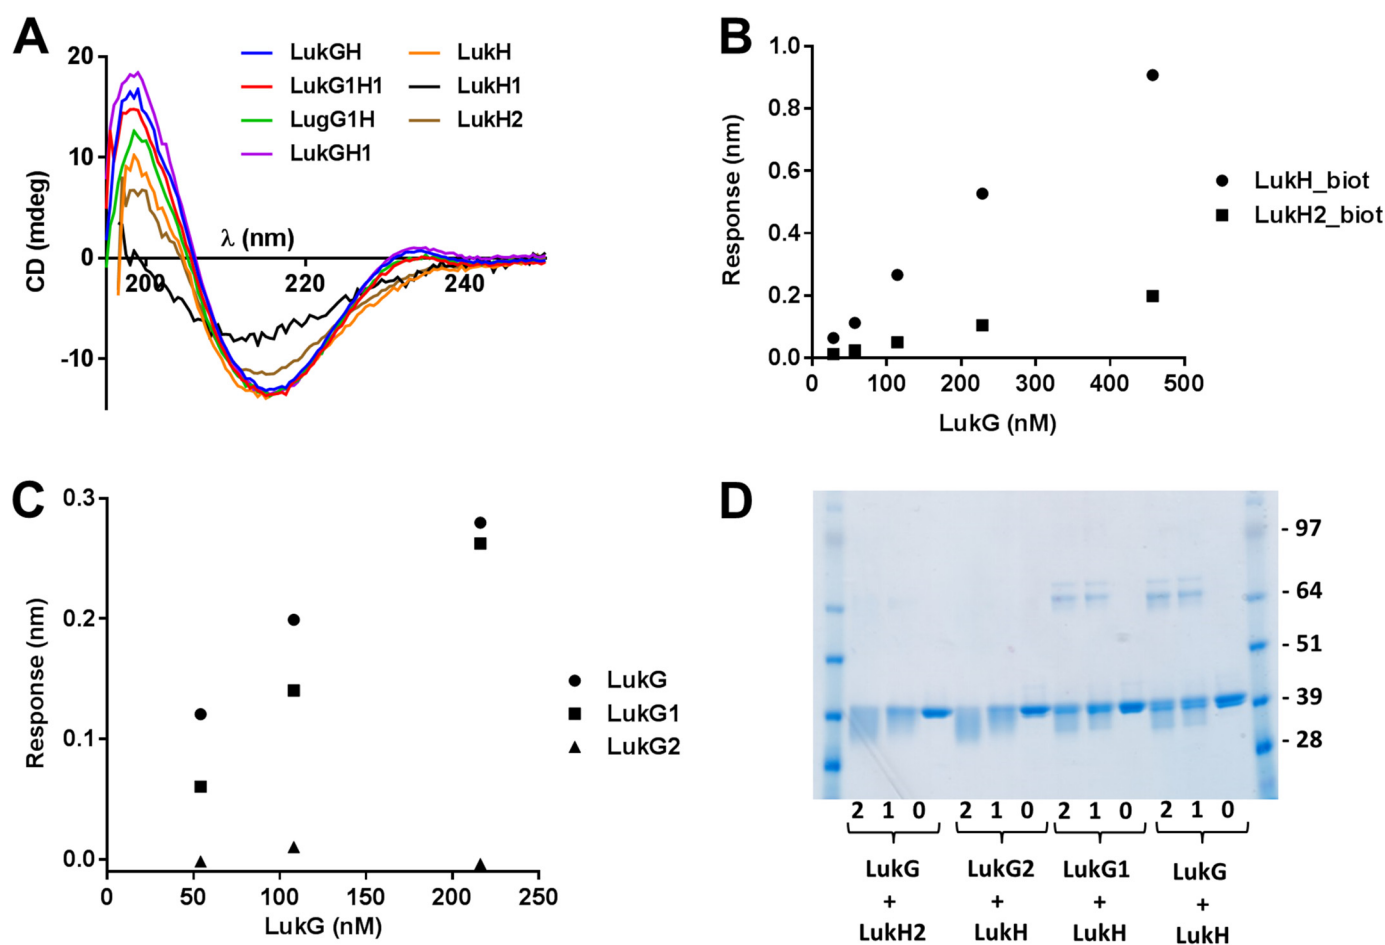 A
20
10
0
-10
CD (mdeg)
λ (nm)
200
220
240
LukGH
LukG1H1
LugG1H
LukGH1
LukH
LukH1
LukH2
B
1.0
0.8
0.6
0.4
0.2
0.0
Response (nm)
0 100 200 300 400 500
LukG (nM)
LukH_biot
LukH2_biot
C
0.3
0.2
0.1
0.0
Response (nm)
0 50 100 150 200 250
LukG (nM)
LukG
LukG1
LukG2
D
- 97
- 64
- 51
- 39
- 28
2 1 0 2 1 0 2 1 0 2 1 0
LukG LukG2 LukG1 LukG
+ + + +
LukH2 LukH LukH LukH